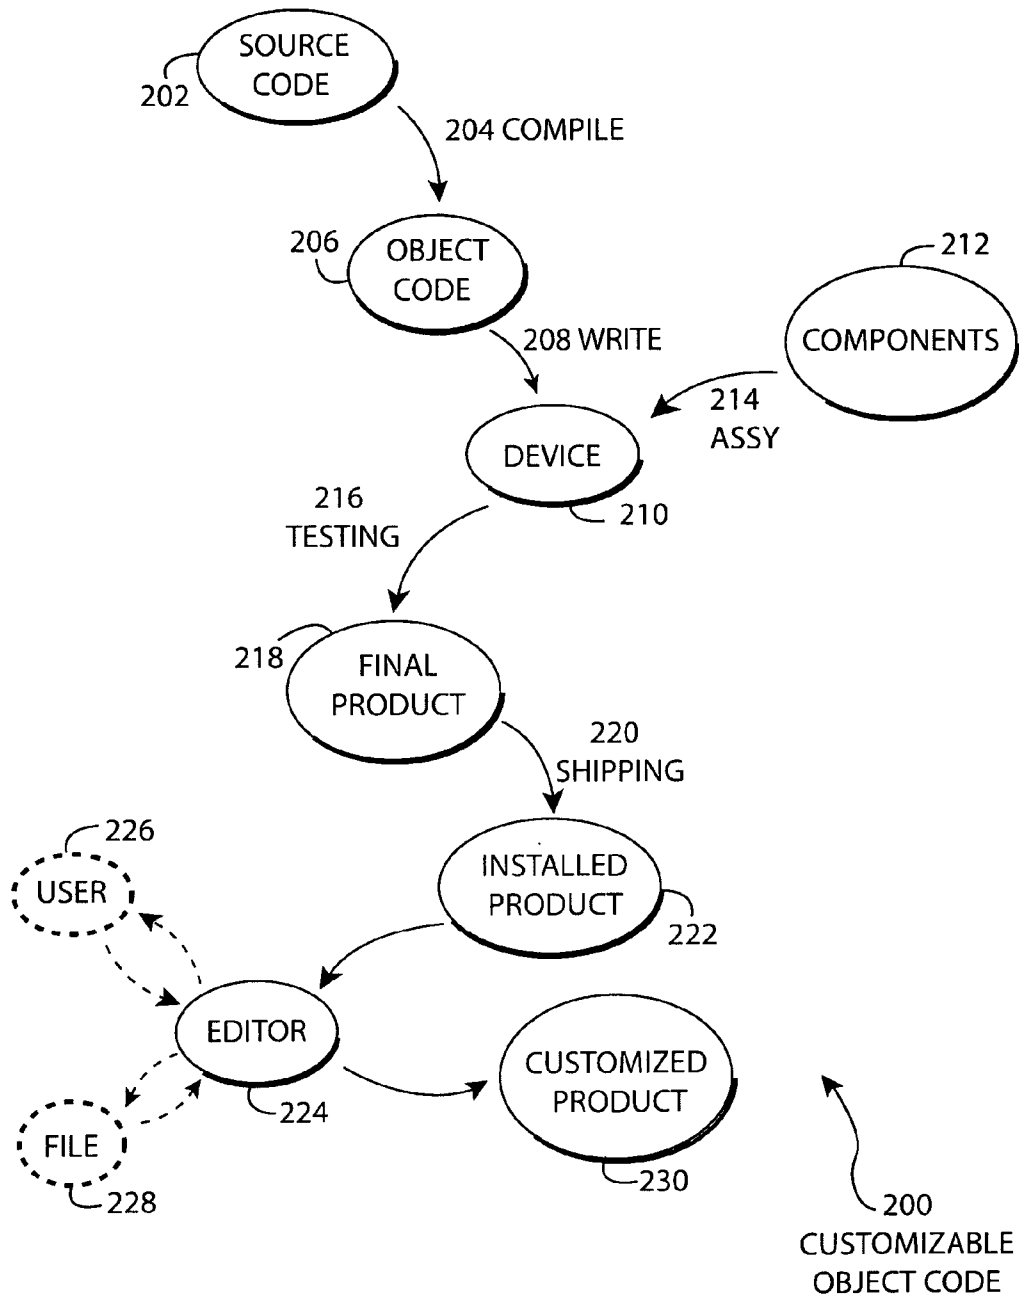 SOURCE
CODE
202
204 COMPILE
206
OBJECT
CODE
212
COMPONENTS
208 WRITE
214
ASSY
DEVICE
210
216
TESTING
218
FINAL
PRODUCT
220
SHIPPING
226
USER
INSTALLED
PRODUCT
222
EDITOR
224
CUSTOMIZED
PRODUCT
230
FILE
228
200
CUSTOMIZABLE
OBJECT CODE